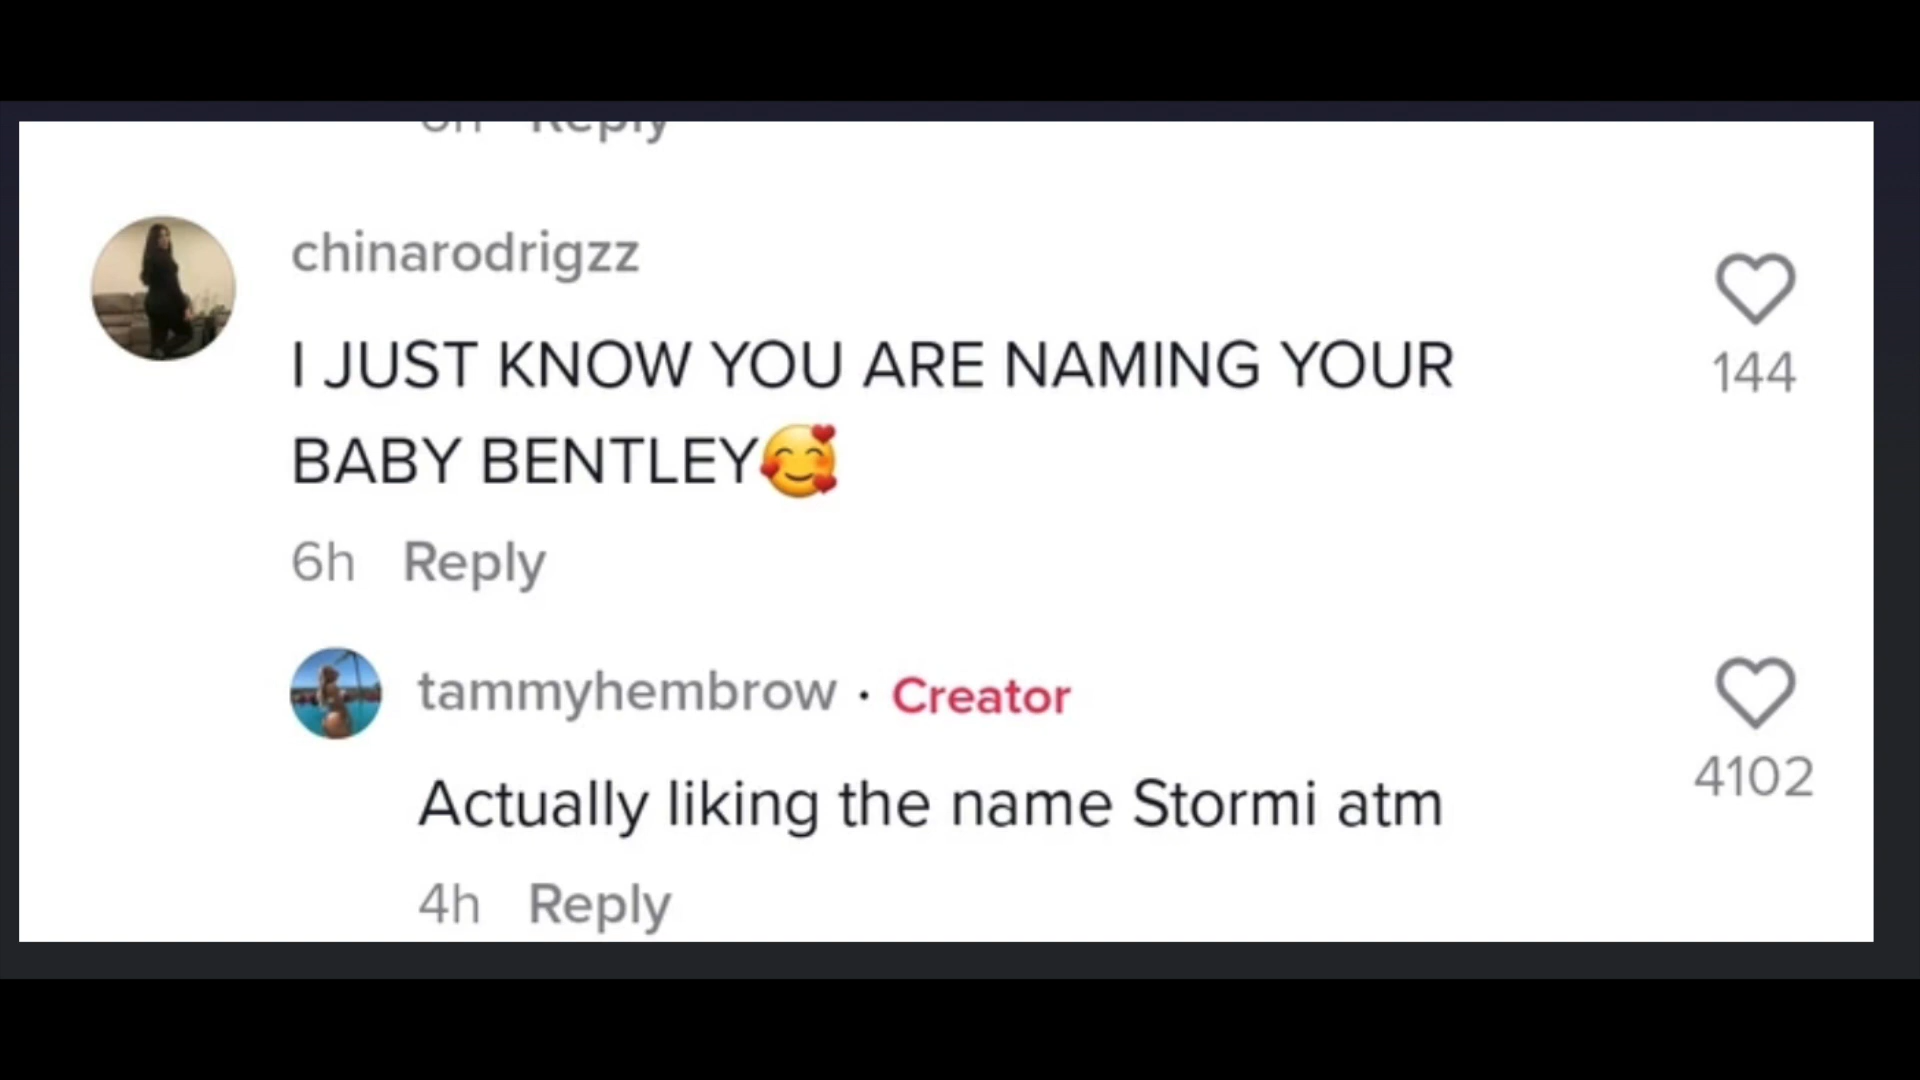 Reply
chinarodrigzz
I JUST KNOW YOU ARE NAMING YOUR
BABY BENTLEY🥰
144
6h Reply
tammyhembrow · Creator
Actually liking the name Stormi atm
4102
4h Reply